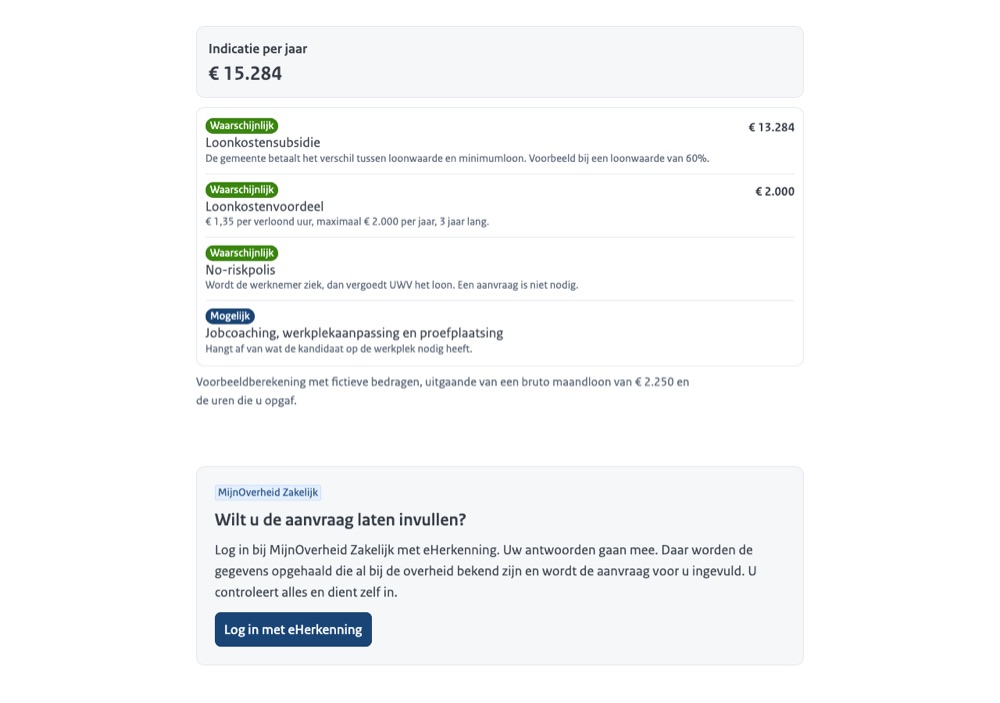 Indicatie per jaar
€ 15.284
Waarschijnlijk
€ 13.284
Loonkostensubsidie
De gemeente betaalt het verschil tussen loonwaarde en minimumloon. Voorbeeld bij een loonwaarde van 60%.
Waarschijnlijk
€ 2.000
Loonkostenvoordeel
€ 1,35 per verloond uur, maximaal € 2.000 per jaar, 3 jaar lang.
Waarschijnlijk
No-riskpolis
Wordt de werknemer ziek, dan vergoedt UWV het loon. Een aanvraag is niet nodig.
Mogelijk
Jobcoaching, werkplekaanpassing en proefplaatsing
Hangt af van wat de kandidaat op de werkplek nodig heeft.
Voorbeeldberekening met fictieve bedragen, uitgaande van een bruto maandloon van € 2.250 en
de uren die u opgaf.
MijnOverheid Zakelijk
Wilt u de aanvraag laten invullen?
Log in bij MijnOverheid Zakelijk met eHerkenning. Uw antwoorden gaan mee. Daar worden de
gegevens opgehaald die al bij de overheid bekend zijn en wordt de aanvraag voor u ingevuld. U
controleert alles en dient zelf in.
Log in met eHerkenning